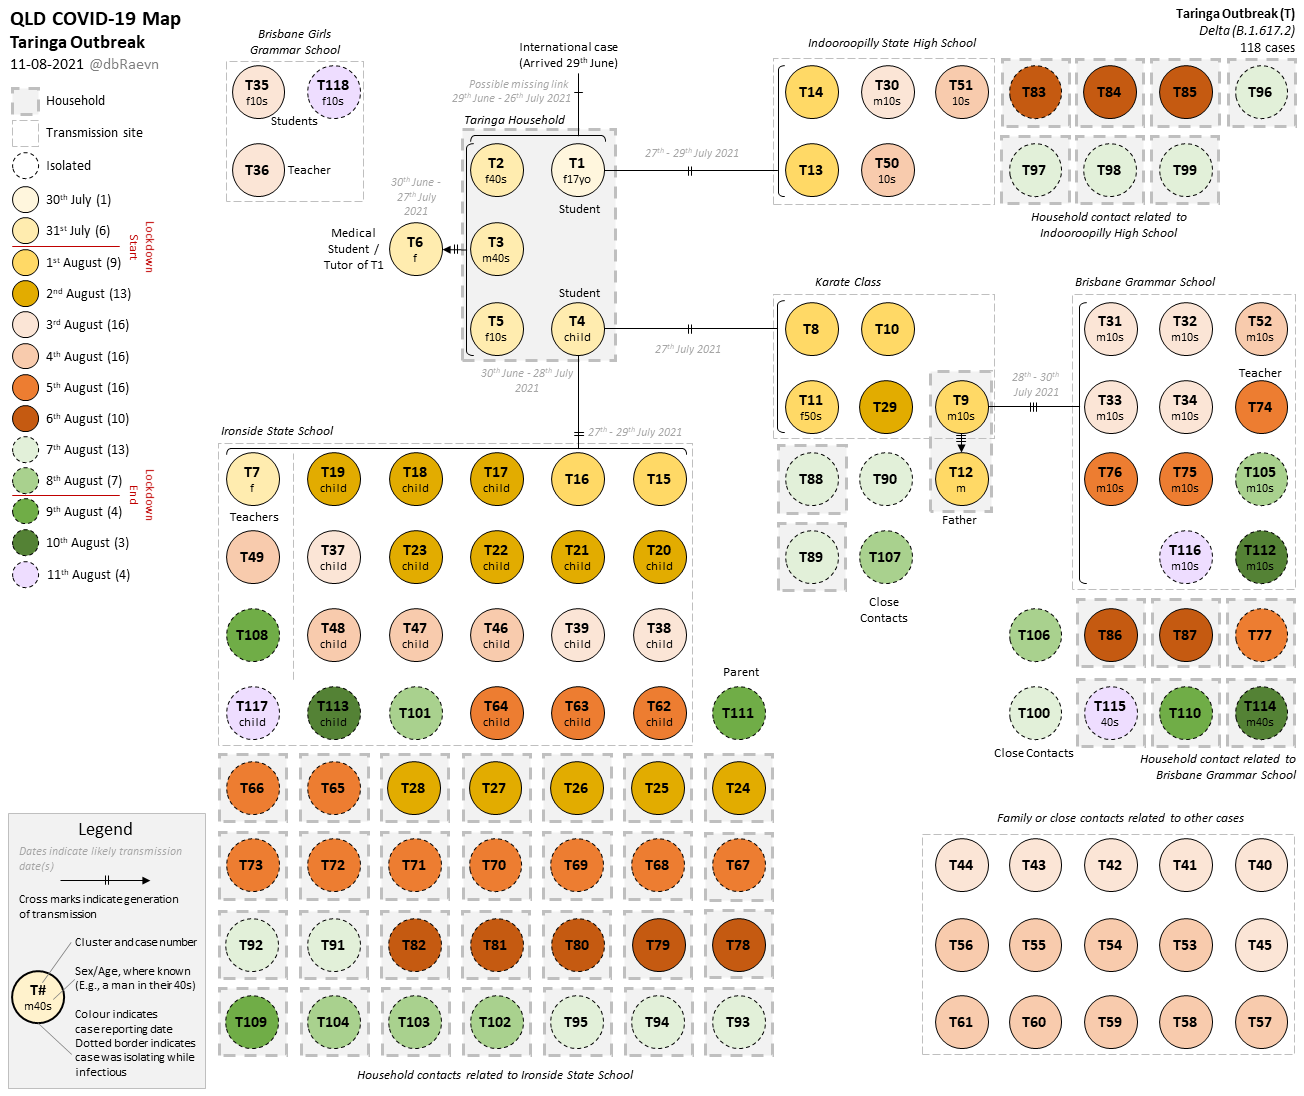 QLD COVID-19 Map
Taringa Outbreak
11-08-2021 @dbRaevn
Household
Transmission site
Isolated
30th July (1)
31st July (6)
Lockdown Start
1st August (9)
2nd August (13)
3rd August (16)
4th August (16)
5th August (16)
6th August (10)
7th August (13)
8th August (7)
Lockdown End
9th August (4)
10th August (3)
11th August (4)
Brisbane Girls
Grammar School
T35
f10s
T118
f10s
Students
T36
Teacher
International case
(Arrived 29th June)
Possible missing link
29th June - 26th July 2021
Taringa Household
T2
f40s
T1
f17yo
Student
T3
m40s
Student
T5
f10s
T4
child
30th June -
27th July
2021
Medical
Student /
Tutor of T1
T6
f
27th - 29th July 2021
27th July 2021
30th June - 28th July
2021
27th - 29th July 2021
Taringa Outbreak (T)
Delta (B.1.617.2)
118 cases
Indooroopilly State High School
T14
T30
m10s
T51
10s
T13
T50
10s
T83
T84
T85
T96
T97
T98
T99
Household contact related to
Indooroopilly High School
Karate Class
T8
T10
T11
f50s
T29
T9
m10s
T12
m
Father
T88
T90
T89
T107
Close
Contacts
28th - 30th
July 2021
Brisbane Grammar School
T31
m10s
T32
m10s
T52
m10s
Teacher
T33
m10s
T34
m10s
T74
T76
m10s
T75
m10s
T105
m10s
T116
m10s
T112
m10s
T106
T86
T87
T77
T100
T115
40s
T110
T114
m40s
Close Contacts
Household contact related to
Brisbane Grammar School
Ironside State School
T7
f
T19
child
T18
child
T17
child
T16
T15
Teachers
T49
T37
child
T23
child
T22
child
T21
child
T20
child
T108
T48
child
T47
child
T46
child
T39
child
T38
child
Parent
T117
child
T113
child
T101
T64
child
T63
child
T62
child
T111
T66
T65
T28
T27
T26
T25
T24
T73
T72
T71
T70
T69
T68
T67
T92
T91
T82
T81
T80
T79
T78
T109
T104
T103
T102
T95
T94
T93
Household contacts related to Ironside State School
Family or close contacts related to other cases
T44
T43
T42
T41
T40
T56
T55
T54
T53
T45
T61
T60
T59
T58
T57
Legend
Dates indicate likely transmission
date(s)
Cross marks indicate generation
of transmission
Cluster and case number
Sex/Age, where known
(E.g., a man in their 40s)
T#
m40s
Colour indicates
case reporting date
Dotted border indicates
case was isolating while
infectious